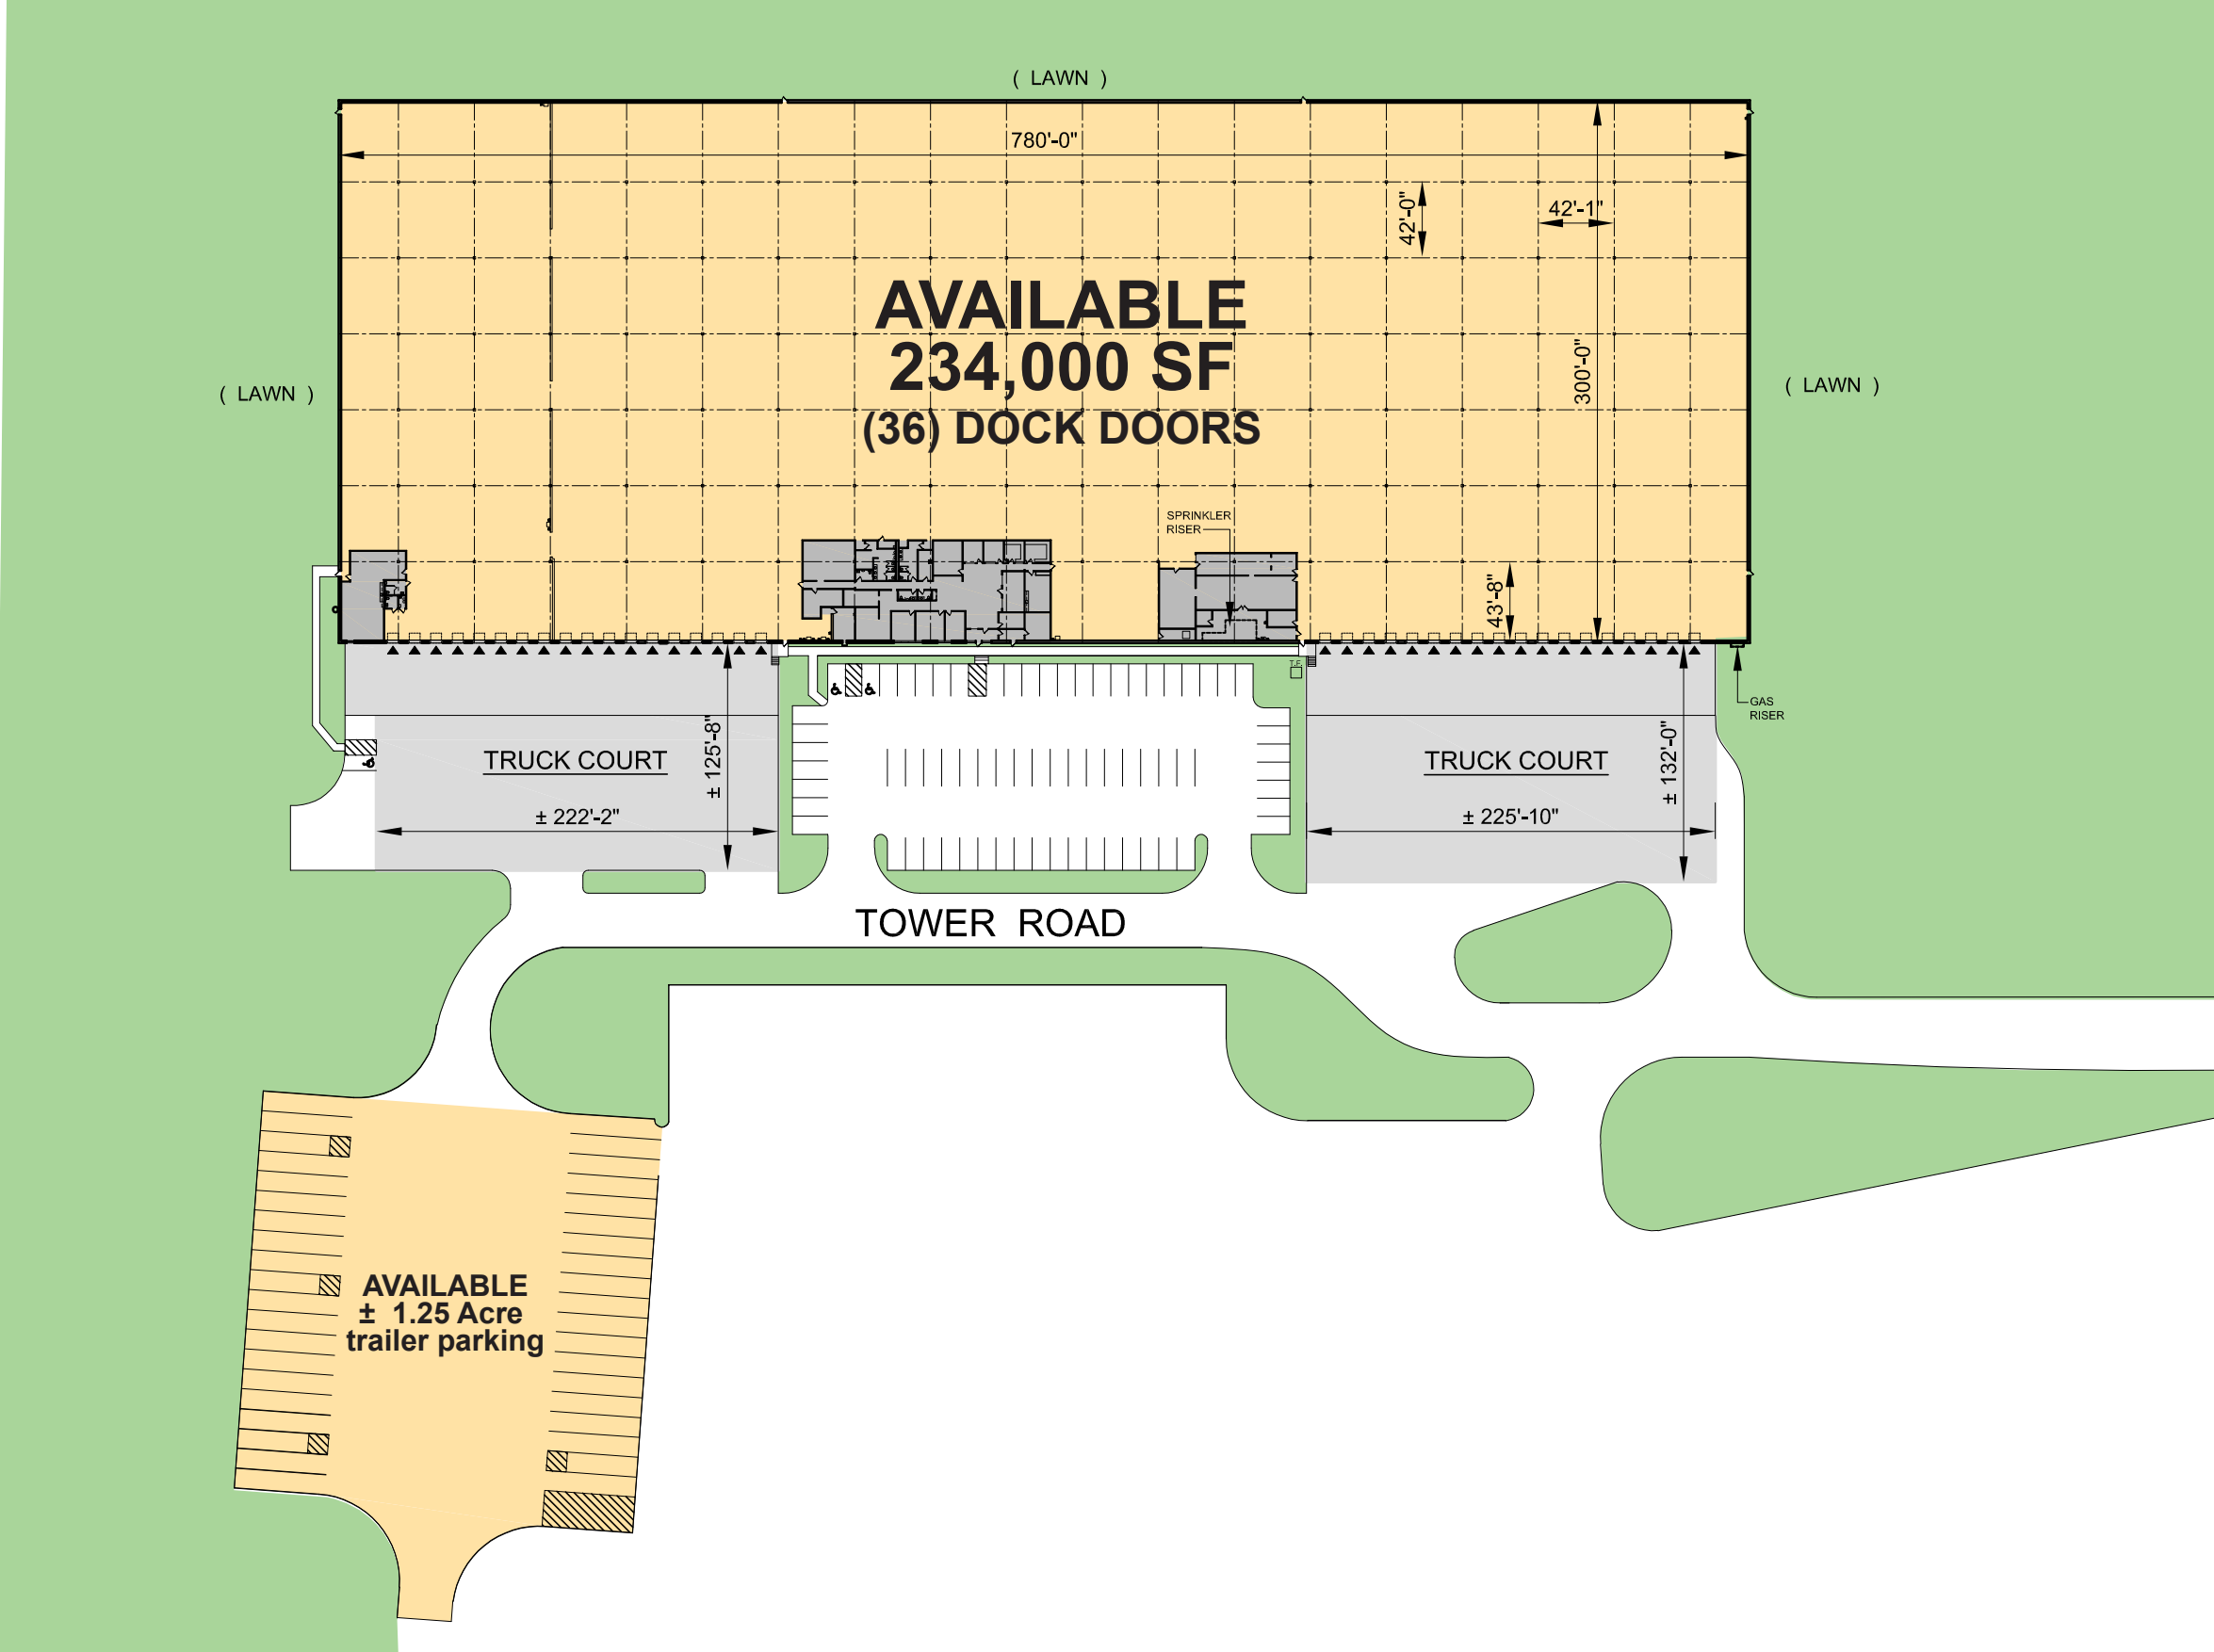 ( LAWN )
780'-0"
42'-0"
42'-1"
AVAILABLE
234,000 SF
(36) DOCK DOORS
300'-0"
( LAWN )
( LAWN )
SPRINKLER
RISER
43'-8"
T.F.
GAS
RISER
TRUCK COURT
± 125'-8"
± 222'-2"
TRUCK COURT
± 132'-0"
± 225'-10"
TOWER ROAD
AVAILABLE
± 1.25 Acre
trailer parking